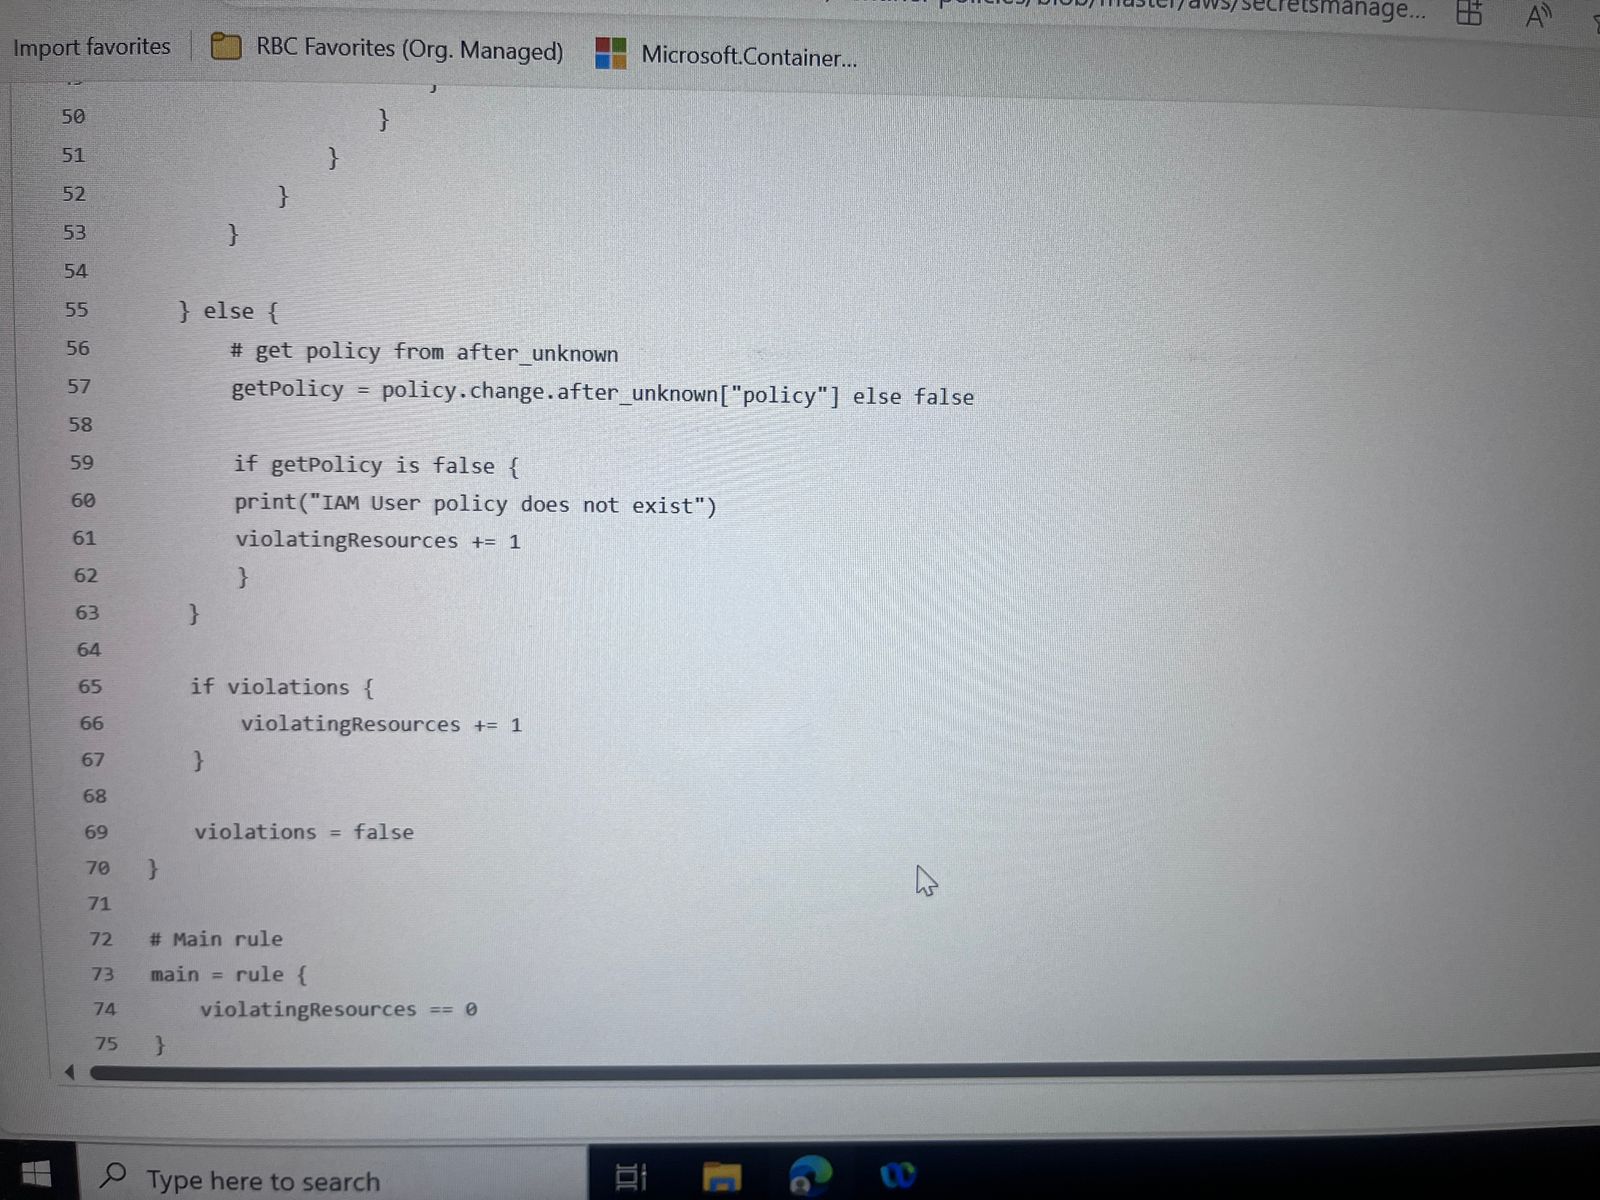 policies/blob/master/aws/secretsmanage...
Import favorites RBC Favorites (Org. Managed) Microsoft.Container...
50 }
51 }
52 }
53 }
54
55 } else {
56 # get policy from after_unknown
57 getPolicy = policy.change.after_unknown["policy"] else false
58
59 if getPolicy is false {
60 print("IAM User policy does not exist")
61 violatingResources += 1
62 }
63 }
64
65 if violations {
66 violatingResources += 1
67 }
68
69 violations = false
70 }
71
72 # Main rule
73 main = rule {
74 violatingResources == 0
75 }
Type here to search